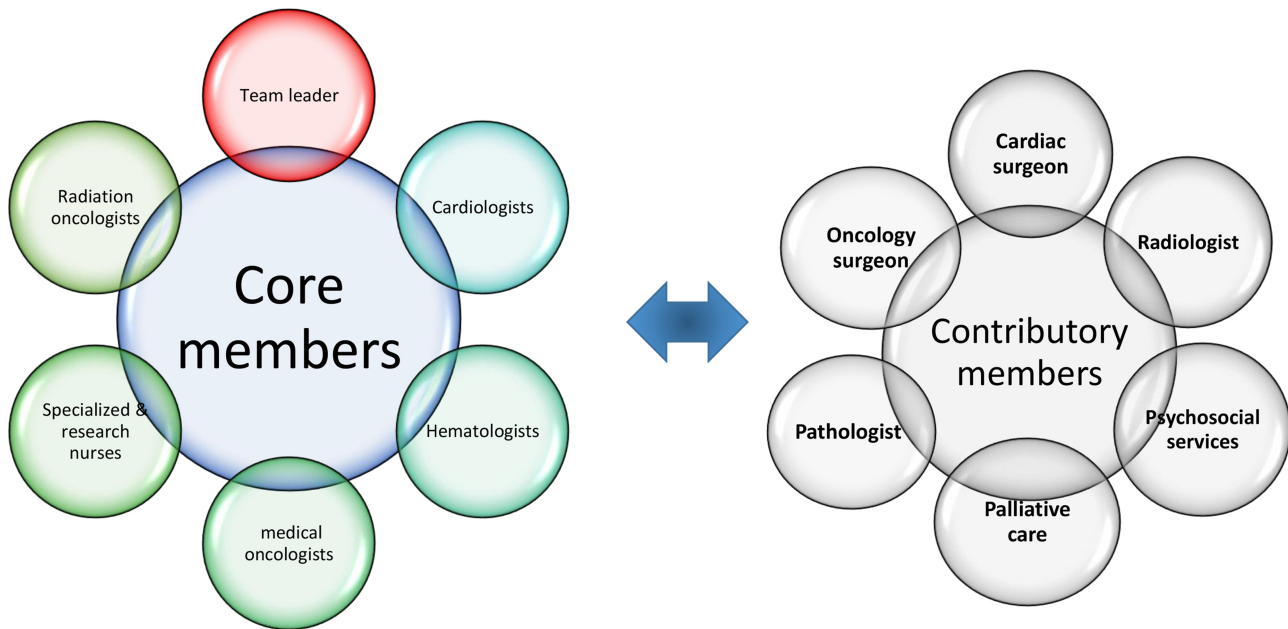 Team leader
Cardiologists
Hematologists
medical
oncologists
Specialized &
research
nurses
Radiation
oncologists
Core
members
Cardiac
surgeon
Radiologist
Psychosocial
services
Palliative
care
Pathologist
Oncology
surgeon
Contributory
members